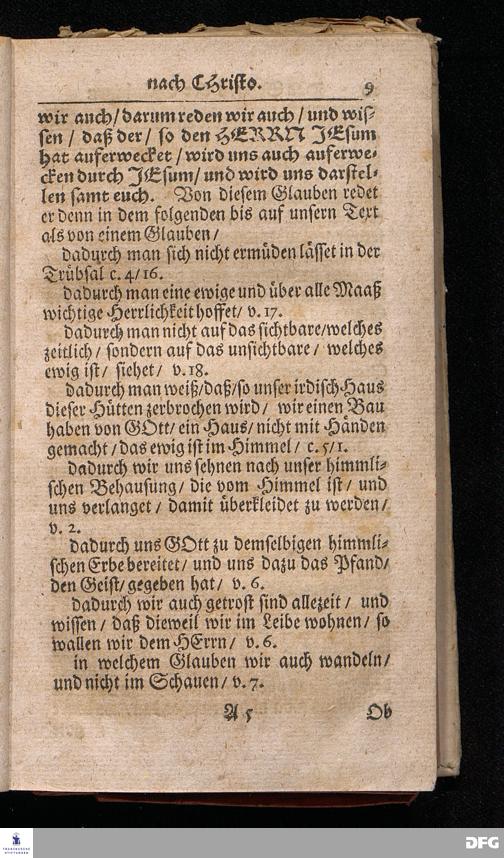 nach CHristo. 9
wir auch/ darum reden wir auch/ und wis-
sen/ daß der/ so den HERRN JEsum
hat auferwecket/ wird uns auch auferwe-
cken durch JEsum/ und wird uns darstel-
len samt euch. Von diesem Glauben redet
er denn in dem folgenden bis auf unsern Text
als von einem Glauben/
dadurch man sich nicht ermüden lässet in der
Trübsal c. 4/16.
dadurch man eine ewige und über alle Maaß
wichtige Herrlichkeit hoffet/ v. 17.
dadurch man nicht auf das sichtbare/welches
zeitlich/ sondern auf das unsichtbare/ welches
ewig ist/ siehet/ v. 18.
dadurch man weiß/daß/so unser irdisch-Haus
dieser Hütten zerbrochen wird/ wir einen Bau
haben von GOtt/ ein Haus/ nicht mit Händen
gemacht/ das ewig ist im Himmel/ c. 5/1.
dadurch wir uns sehnen nach unser himmli-
schen Behausung/ die vom Himmel ist/ und
uns verlanget/ damit überkleidet zu werden/
v. 2.
dadurch uns GOtt zu demselbigen himmli-
schen Erbe bereitet/ und uns dazu das Pfand/
den Geist/ gegeben hat/ v. 6.
dadurch wir auch getrost sind allezeit/ und
wissen/ daß dieweil wir im Leibe wohnen/ so
wallen wir dem HErrn/ v. 6.
in welchem Glauben wir auch wandeln/
und nicht im Schauen/ v. 7.
A 5 Ob
FRANCKESCHE
STIFTUNGEN
DFG